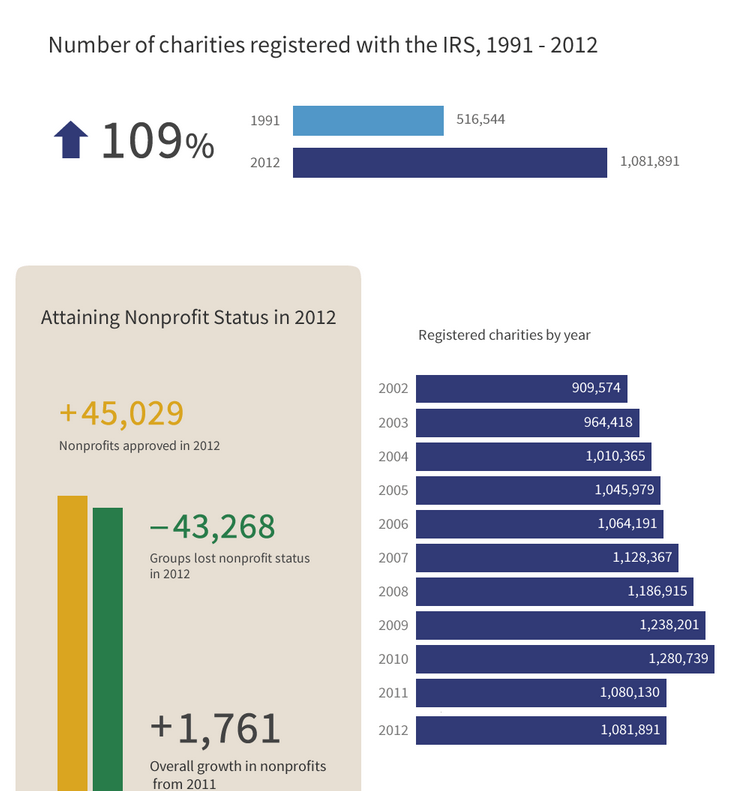 Number of charities registered with the IRS, 1991 - 2012
109%
1991 516,544
2012 1,081,891
Attaining Nonprofit Status in 2012
+45,029
Nonprofits approved in 2012
–43,268
Groups lost nonprofit status
in 2012
+1,761
Overall growth in nonprofits
from 2011
Registered charities by year
2002 909,574
2003 964,418
2004 1,010,365
2005 1,045,979
2006 1,064,191
2007 1,128,367
2008 1,186,915
2009 1,238,201
2010 1,280,739
2011 1,080,130
2012 1,081,891